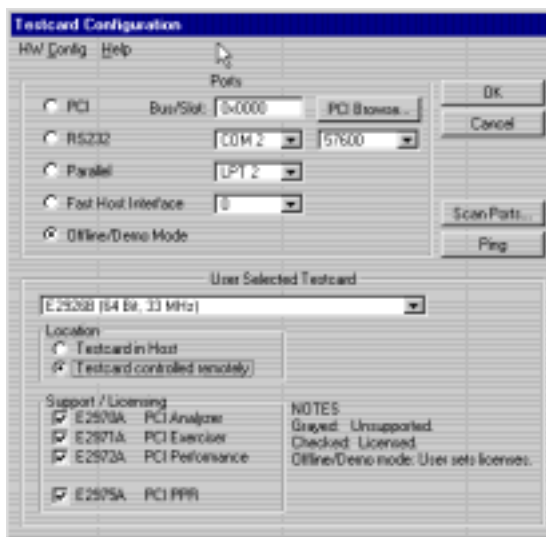 Testcard Configuration
HW Config Help
Ports
PCI Bus/Slot: 0x0000 PCI Browse...
RS232 COM 2 57600
Parallel LPT 2
Fast Host Interface 0
Offline/Demo Mode
OK
Cancel
Scan Ports...
Ping
User Selected Testcard
E2926B (64 Bit, 33 MHz)
Location
Testcard in Host
Testcard controlled remotely
Support / Licensing
E2970A PCI Analyzer
E2971A PCI Exerciser
E2972A PCI Performance
E2975A PCI PPR
NOTES
Grayed: Unsupported.
Checked: Licensed.
Offline/Demo mode: User sets licenses.